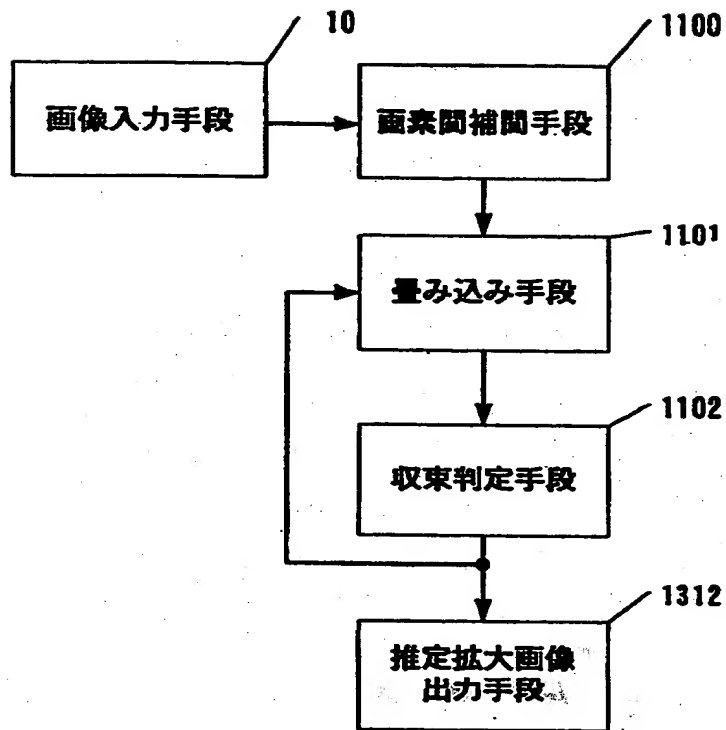 10
1100
画像入力手段
画素間補間手段
1101
畳み込み手段
1102
収束判定手段
1312
推定拡大画像
出力手段